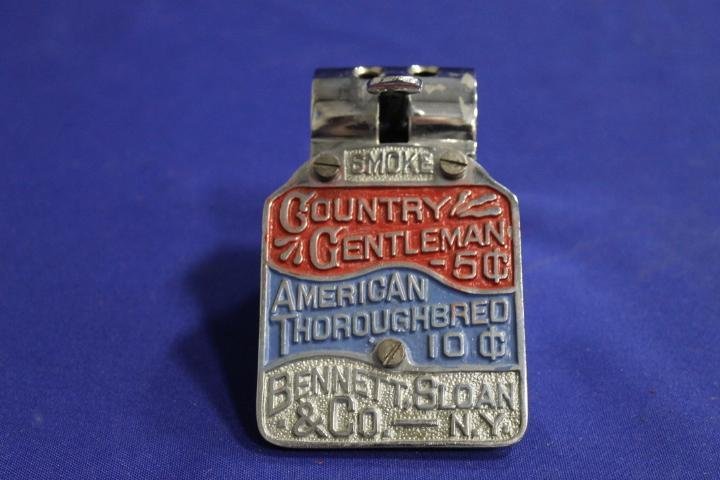 SMOKE
COUNTRY
GENTLEMAN
-5¢
AMERICAN
THOROUGHBRED
10 ¢
BENNETT, SLOAN
& CO. — N.Y.